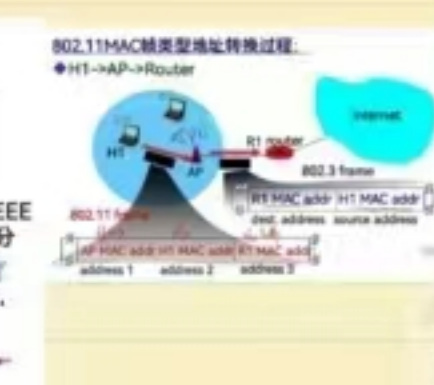 802.11MAC帧类型地址转换过程:
◆H1->AP->Router
Internet
R1 router
H1
AP
802.3 frame
R1 MAC addr H1 MAC addr
dest. address source address
802.11 frame
AP MAC addr H1 MAC addr R1 MAC addr
address 1 address 2 address 3
EEE
分